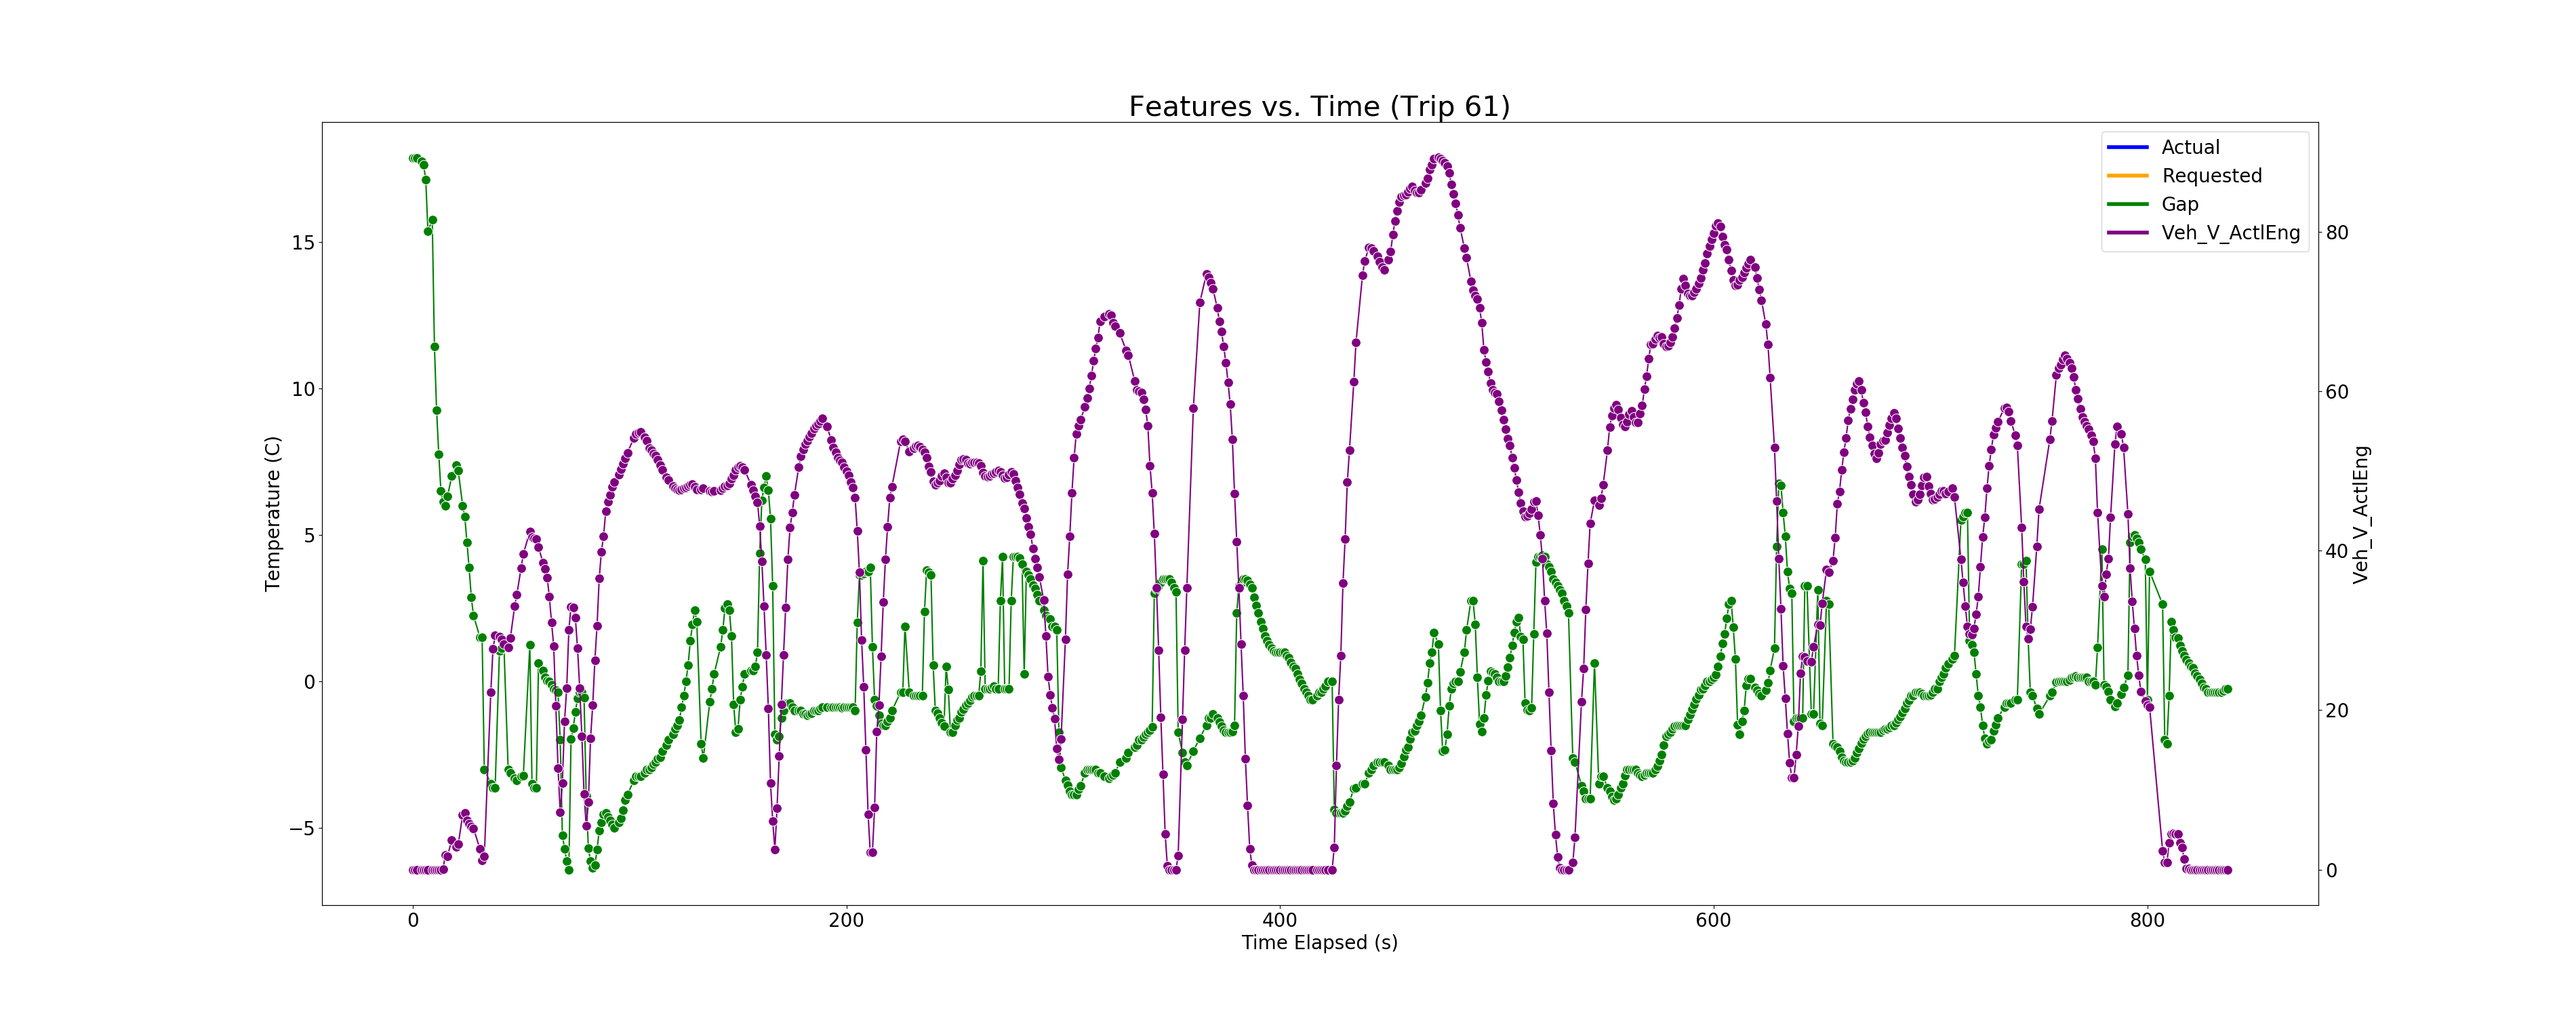 Features vs. Time (Trip 61)
Actual
Requested
Gap
Veh_V_ActlEng
Temperature (C)
15
10
5
0
−5
80
60
40
20
0
Veh_V_ActlEng
0 200 400 600 800
Time Elapsed (s)